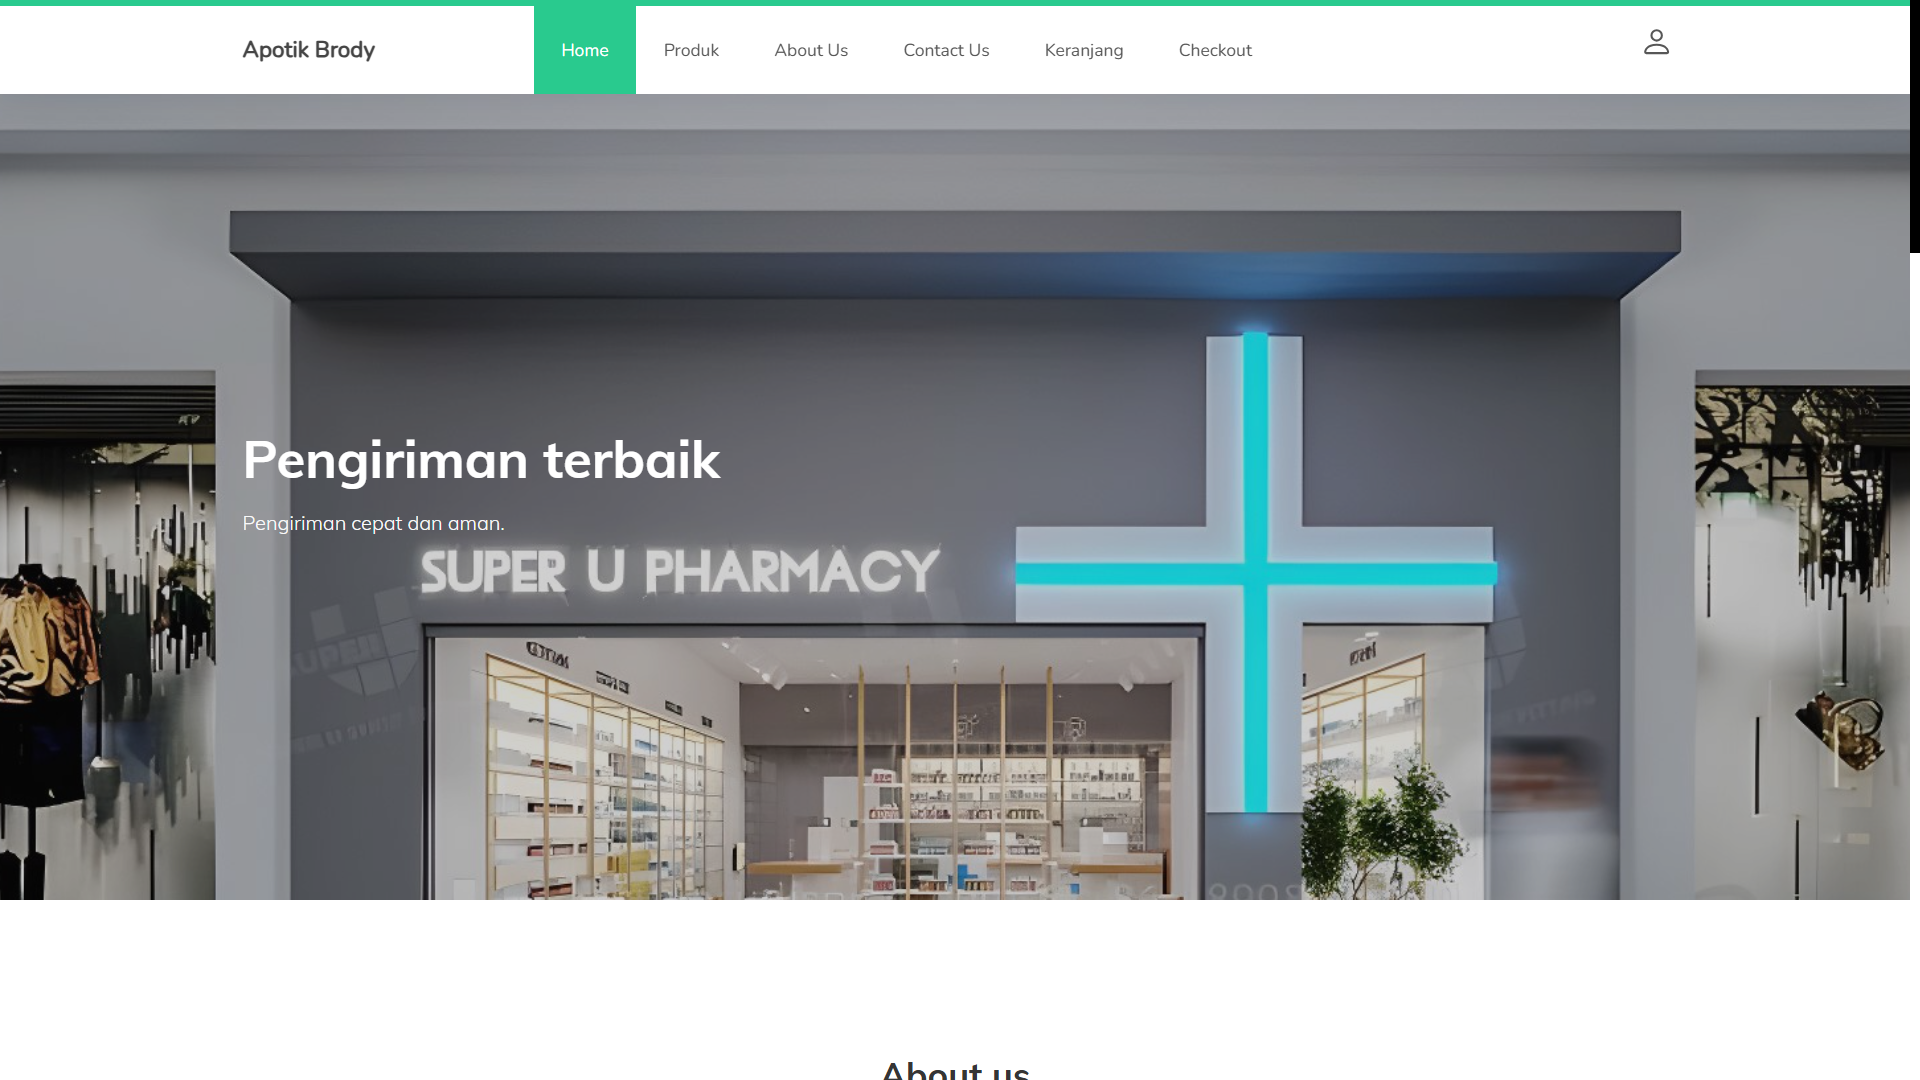 Apotik Brody
Home
Produk
About Us
Contact Us
Keranjang
Checkout
Pengiriman terbaik
Pengiriman cepat dan aman.
SUPER U PHARMACY
About us